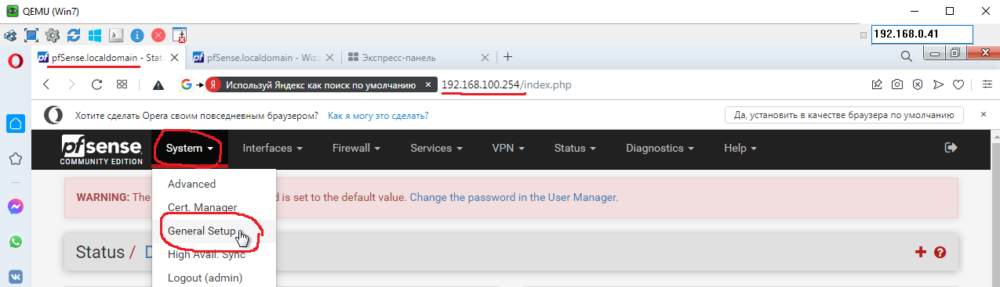 QEMU (Win7)
192.168.0.41
pfSense.localdomain - Stat
pfSense.localdomain - Wiza
Экспресс-панель
Используй Яндекс как поиск по умолчанию
192.168.100.254/index.php
Хотите сделать Opera своим повседневным браузером? Как я могу это сделать?
Да, установить в качестве браузера по умолчанию
pfsense
COMMUNITY EDITION
System
Interfaces
Firewall
Services
VPN
Status
Diagnostics
Help
Advanced
WARNING: The
d is set to the default value. Change the password in the User Manager.
Cert. Manager
General Setup
Status / D
High Avail. Sync
Logout (admin)